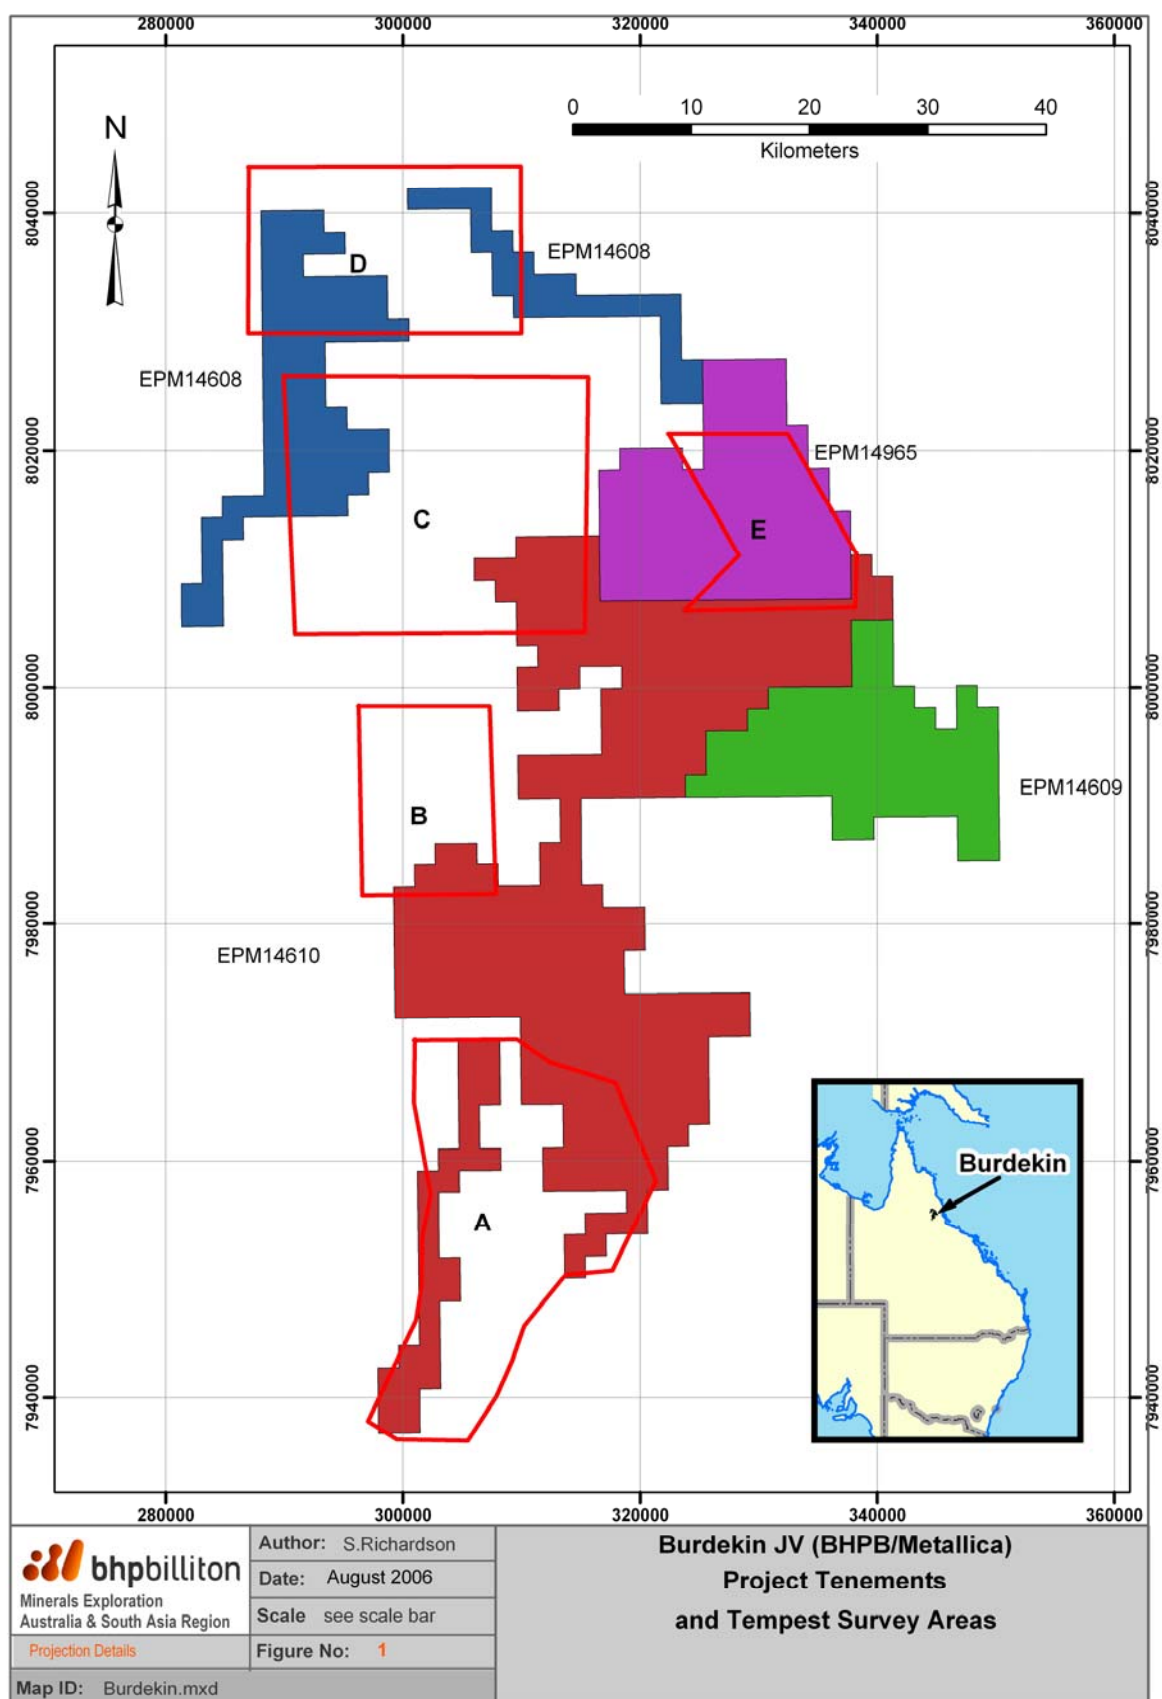 280000 300000 320000 340000 360000
0 10 20 30 40
Kilometers
N
8040000 8040000
D
EPM14608
EPM14608
8020000 8020000
EPM14965
C
E
8000000 8000000
B
EPM14609
7980000 7980000
EPM14610
Burdekin
7960000 7960000
A
7940000 7940000
280000 300000 320000 340000 360000
bhpbilliton
Minerals Exploration
Australia & South Asia Region
Projection Details
Author: S.Richardson
Date: August 2006
Scale see scale bar
Figure No: 1
Map ID: Burdekin.mxd
Burdekin JV (BHPB/Metallica)
Project Tenements
and Tempest Survey Areas